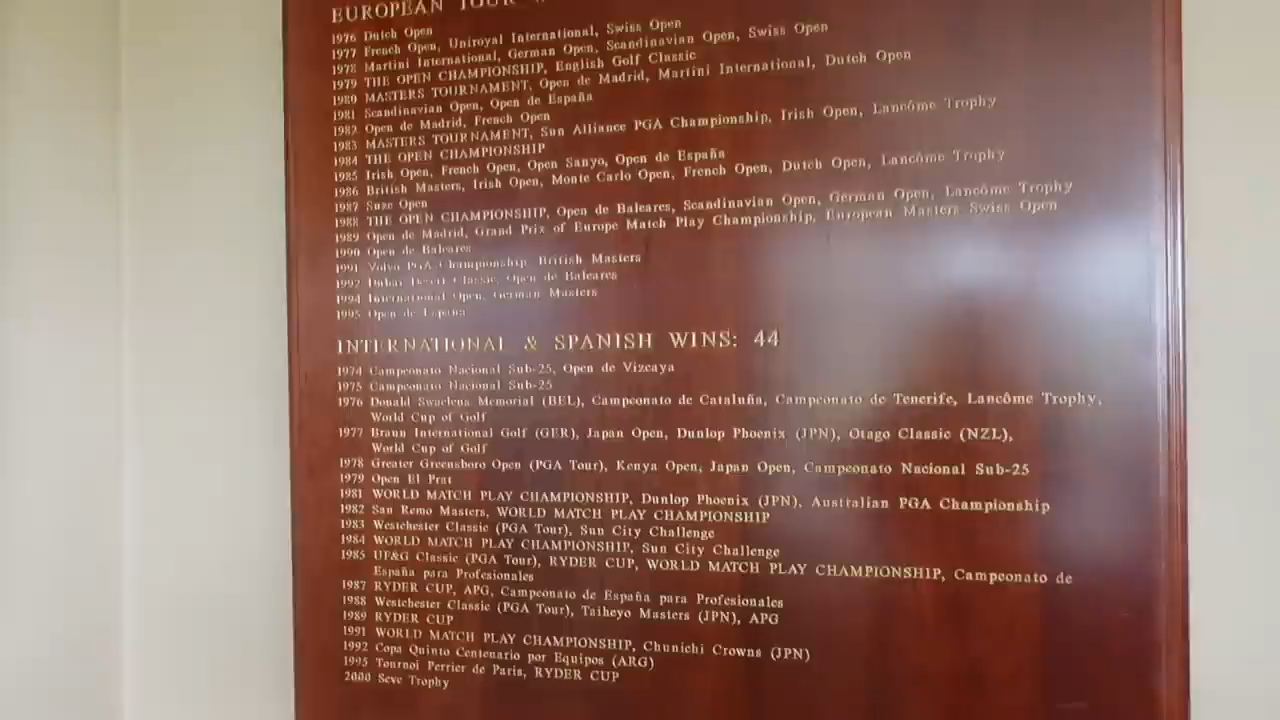 EUROPEAN TOUR
1976 Dutch Open
1977 French Open, Uniroyal International, Swiss Open
1978 Martini International, German Open, Scandinavian Open, Swiss Open
1979 THE OPEN CHAMPIONSHIP, English Golf Classic
1980 MASTERS TOURNAMENT, Open de Madrid, Martini International, Dutch Open
1981 Scandinavian Open, Open de España
1982 Open de Madrid, French Open
1983 MASTERS TOURNAMENT, Sun Alliance PGA Championship, Irish Open, Lancôme Trophy
1984 THE OPEN CHAMPIONSHIP
1985 Irish Open, French Open, Open Sanyo, Open de España
1986 British Masters, Irish Open, Monte Carlo Open, French Open, Dutch Open, Lancôme Trophy
1987 Suze Open
1988 THE OPEN CHAMPIONSHIP, Open de Baleares, Scandinavian Open, German Open, Lancôme Trophy
1989 Open de Madrid, Grand Prix of Europe Match Play Championship, European Masters Swiss Open
1990 Open de Baleares
1991 Volvo PGA Championship, British Masters
1992 Dubai Desert Classic, Open de Baleares
1994 International Open, German Masters
1995 Open de España
INTERNATIONAL & SPANISH WINS: 44
1974 Campeonato Nacional Sub-25, Open de Vizcaya
1975 Campeonato Nacional Sub-25
1976 Donald Swaelens Memorial (BEL), Campeonato de Cataluña, Campeonato de Tenerife, Lancôme Trophy,
World Cup of Golf
1977 Braun International Golf (GER), Japan Open, Dunlop Phoenix (JPN), Otago Classic (NZL),
World Cup of Golf
1978 Greater Greensboro Open (PGA Tour), Kenya Open, Japan Open, Campeonato Nacional Sub-25
1979 Open El Prat
1981 WORLD MATCH PLAY CHAMPIONSHIP, Dunlop Phoenix (JPN), Australian PGA Championship
1982 San Remo Masters, WORLD MATCH PLAY CHAMPIONSHIP
1983 Westchester Classic (PGA Tour), Sun City Challenge
1984 WORLD MATCH PLAY CHAMPIONSHIP, Sun City Challenge
1985 UF&G Classic (PGA Tour), RYDER CUP, WORLD MATCH PLAY CHAMPIONSHIP, Campeonato de
España para Profesionales
1987 RYDER CUP, APG, Campeonato de España para Profesionales
1988 Westchester Classic (PGA Tour), Taiheyo Masters (JPN), APG
1989 RYDER CUP
1991 WORLD MATCH PLAY CHAMPIONSHIP, Chunichi Crowns (JPN)
1992 Copa Quinto Centenario por Equipos (ARG)
1995 Tournoi Perrier de Paris, RYDER CUP
2000 Seve Trophy